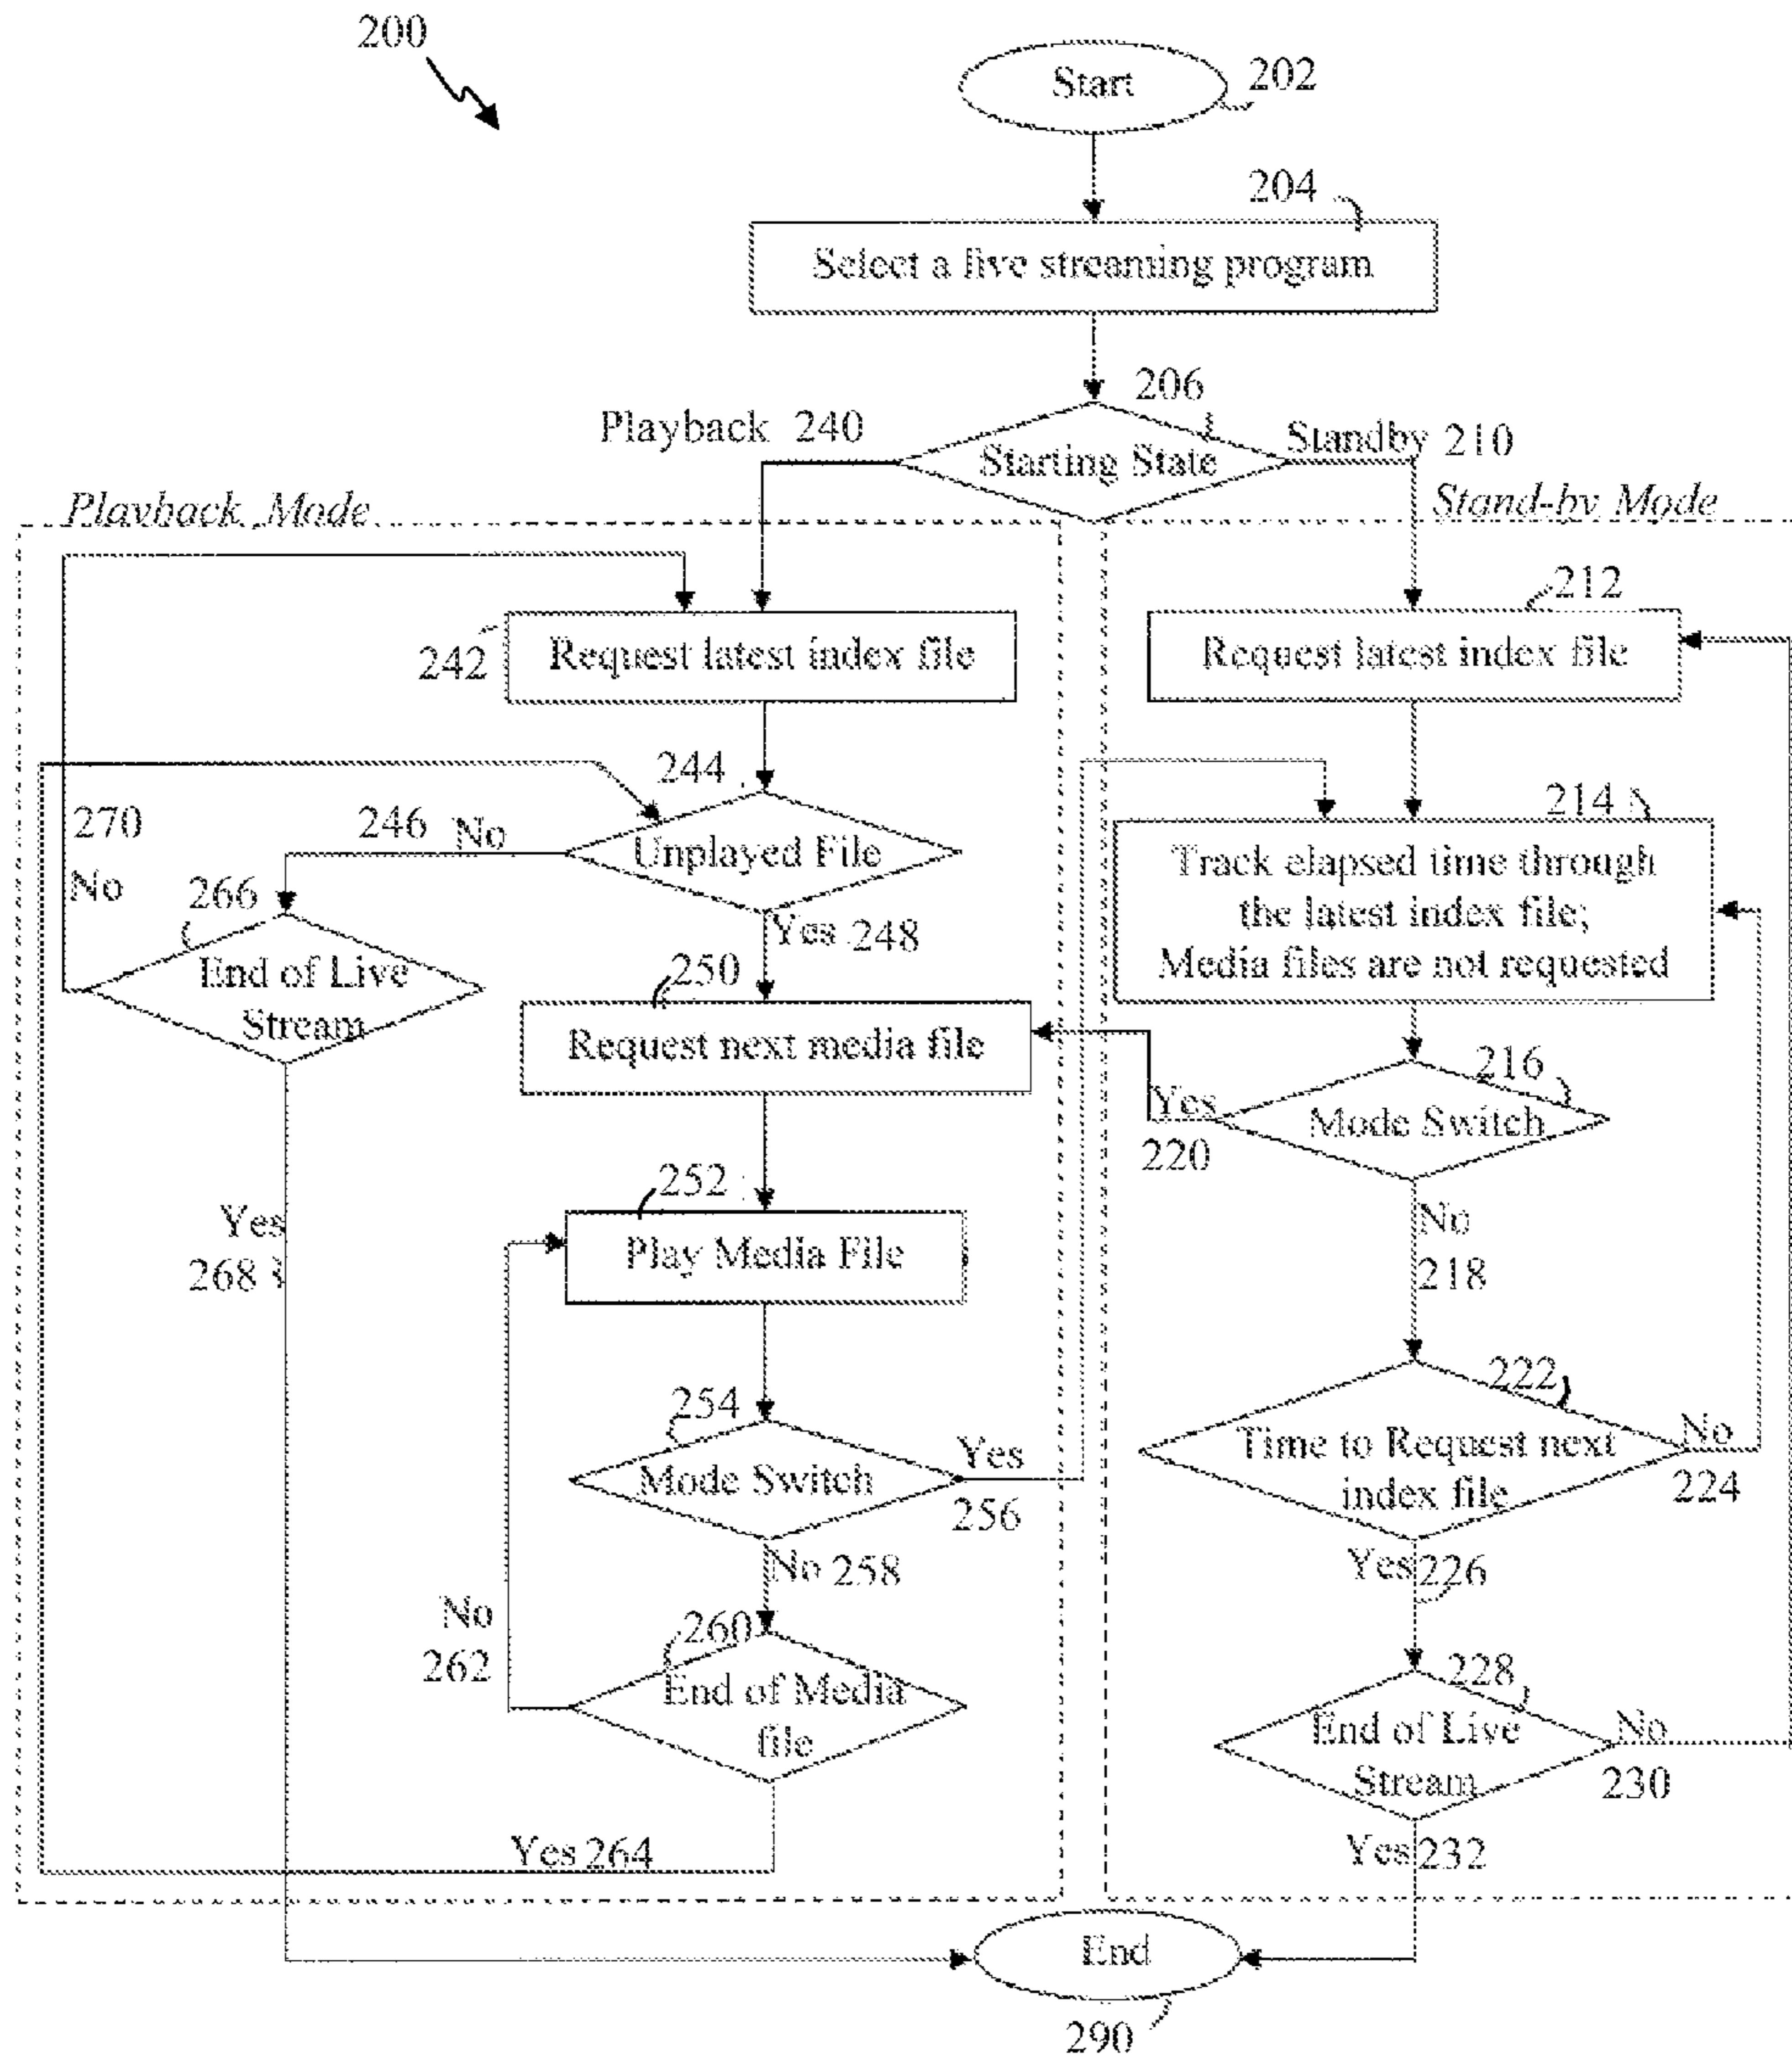 200
Start
202
204
Select a live streaming program
206
Playback 240
Starting State
Standby 210
Playback Mode
Stand-by Mode
242
Request latest index file
212
Request latest index file
244
270
No
246 No
Unplayed File
214
Track elapsed time through
the latest index file;
Media files are not requested
266
End of Live
Stream
Yes 248
250
Request next media file
216
Yes
220
Mode Switch
252
Play Media File
Yes
268
No
218
254
Mode Switch
Yes
256
222
Time to Request next
index file
No
224
No 258
Yes 226
No
262
260
End of Media
file
228
End of Live
Stream
No
230
Yes 264
Yes 232
End
290